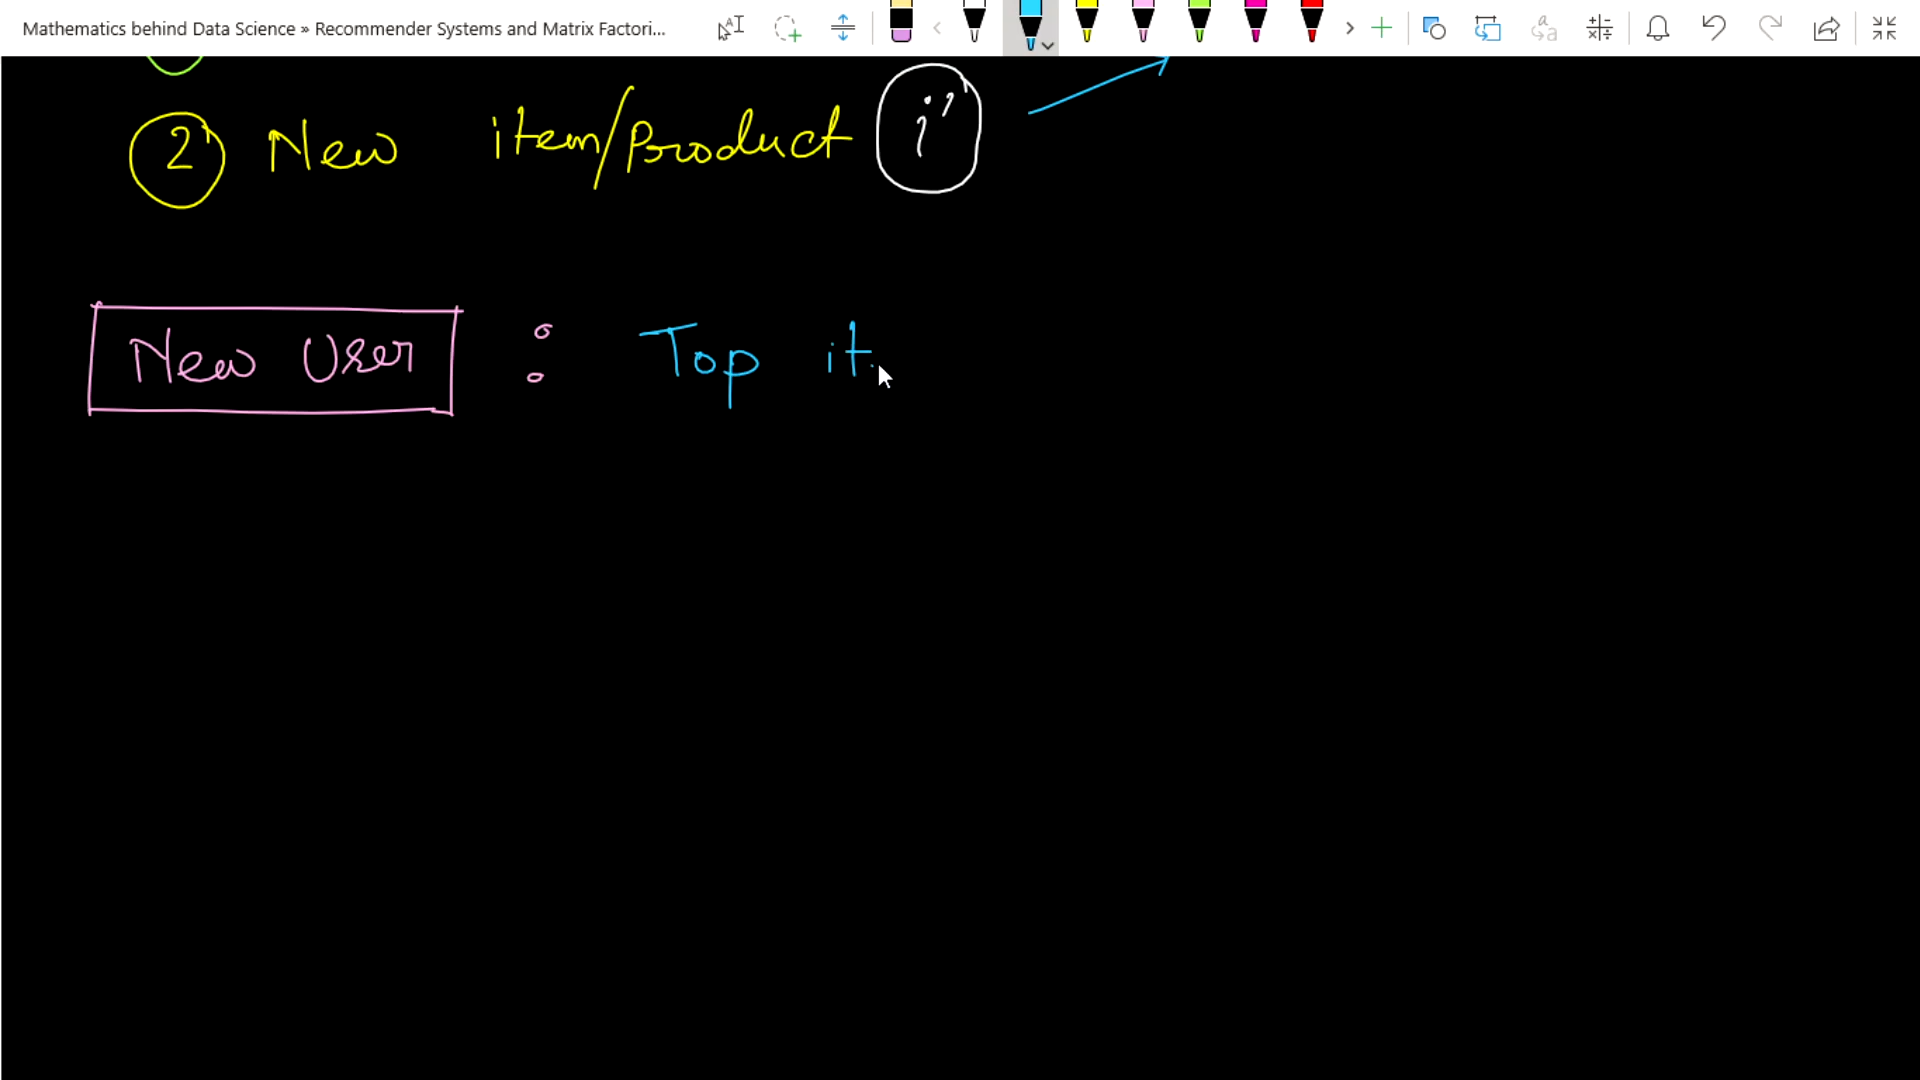 Mathematics behind Data Science » Recommender Systems and Matrix Factori...
2 New item/Product i'
New User : Top it